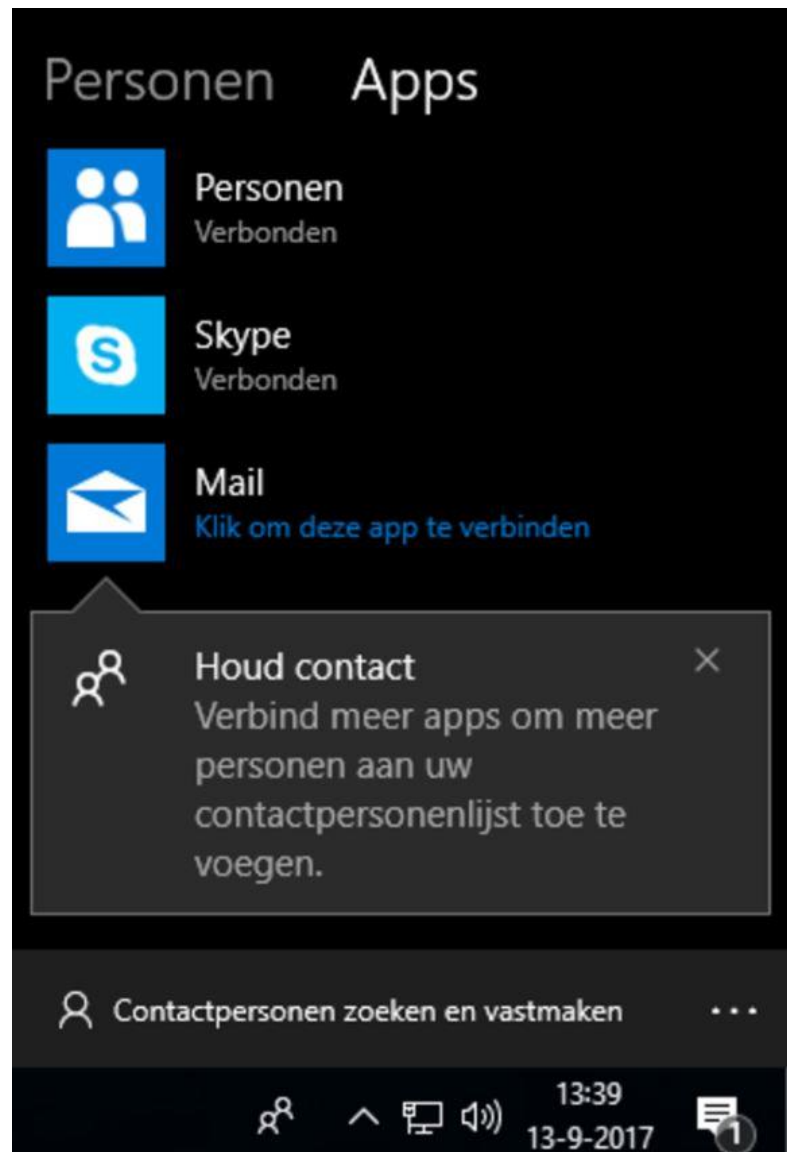 Personen Apps
Personen
Verbonden
Skype
Verbonden
Mail
Klik om deze app te verbinden
Houd contact
Verbind meer apps om meer
personen aan uw
contactpersonenlijst toe te
voegen.
Contactpersonen zoeken en vastmaken
13:39
13-9-2017
1